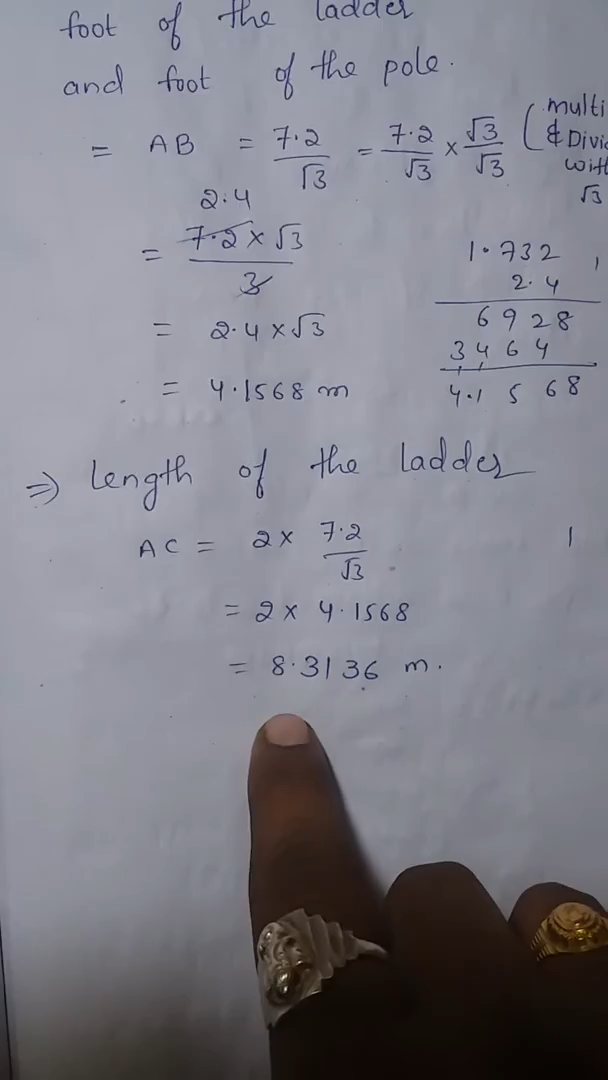 foot of the ladder
and foot of the pole.
= AB = 7.2/√3 = 7.2/√3 × √3/√3 (multi
& Divi
with
√3
2.4
= 7.2 × √3 / 3
= 2.4 × √3
= 4.1568 m
1.732
2.4
6928
3464
4.1568
⇒ Length of the ladder
AC = 2 × 7.2/√3
= 2 × 4.1568
= 8.3136 m.